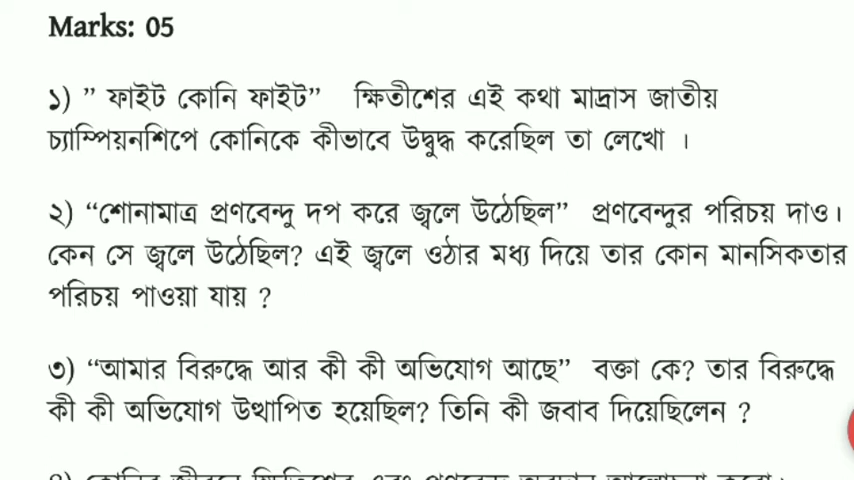 Marks: 05
১) ” ফাইট কোনি ফাইট” ক্ষিতীশের এই কথা মাদ্রাস জাতীয়
চ্যাম্পিয়নশিপে কোনিকে কীভাবে উদ্বুদ্ধ করেছিল তা লেখো ।
২) “শোনামাত্র প্রণবেন্দু দপ করে জ্বলে উঠেছিল” প্রণবেন্দুর পরিচয় দাও।
কেন সে জ্বলে উঠেছিল? এই জ্বলে ওঠার মধ্য দিয়ে তার কোন মানসিকতার
পরিচয় পাওয়া যায় ?
৩) “আমার বিরুদ্ধে আর কী কী অভিযোগ আছে” বক্তা কে? তার বিরুদ্ধে
কী কী অভিযোগ উত্থাপিত হয়েছিল? তিনি কী জবাব দিয়েছিলেন ?